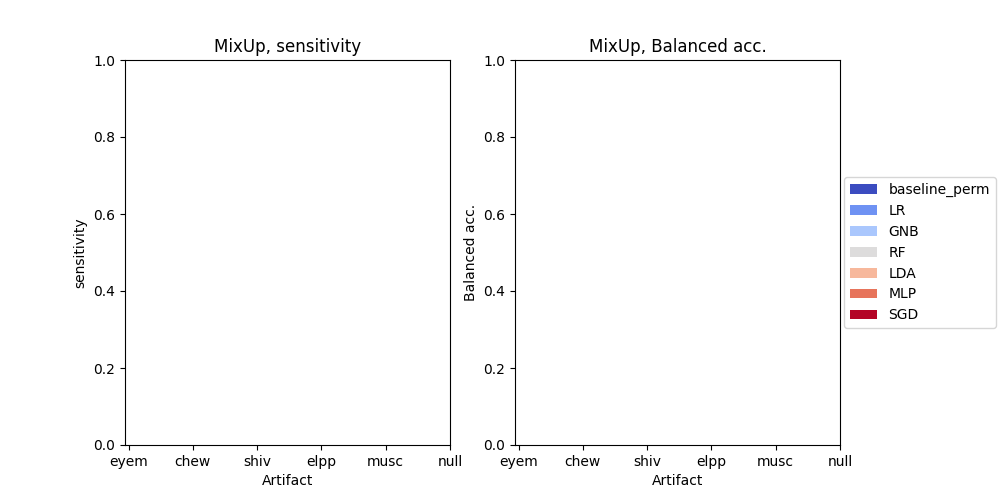 MixUp, sensitivity
1.0
0.8
0.6
0.4
0.2
0.0
sensitivity
eyem chew shiv elpp musc null
Artifact
MixUp, Balanced acc.
1.0
0.8
0.6
0.4
0.2
0.0
Balanced acc.
eyem chew shiv elpp musc null
Artifact
baseline_perm
LR
GNB
RF
LDA
MLP
SGD